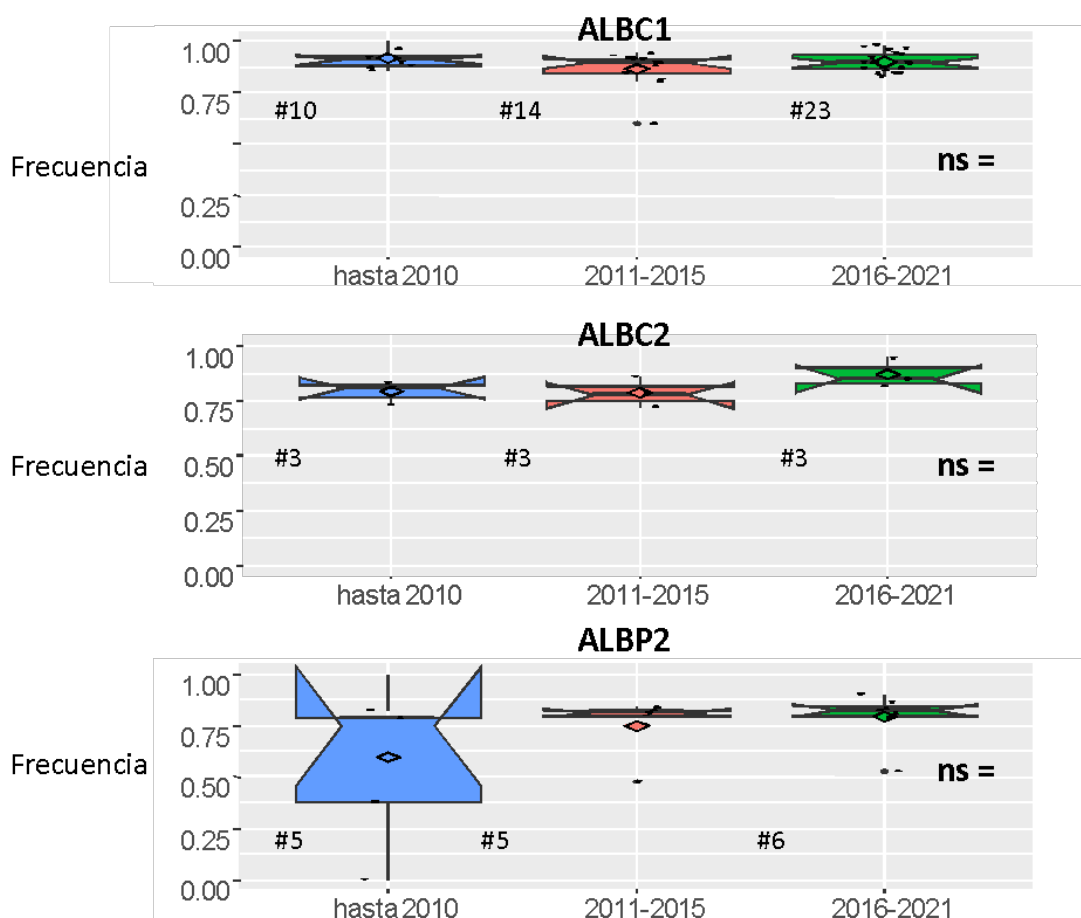 ALBC1
1.00
0.75
#10 #14 #23
Frecuencia
ns =
0.25
0.00
hasta 2010 2011-2015 2016-2021
ALBC2
1.00
0.75
#3 #3 #3
0.50
Frecuencia
ns =
0.25
0.00
hasta 2010 2011-2015 2016-2021
ALBP2
1.00
0.75
Frecuencia
ns =
0.50
#5 #5 #6
0.25
0.00
hasta 2010 2011-2015 2016-2021